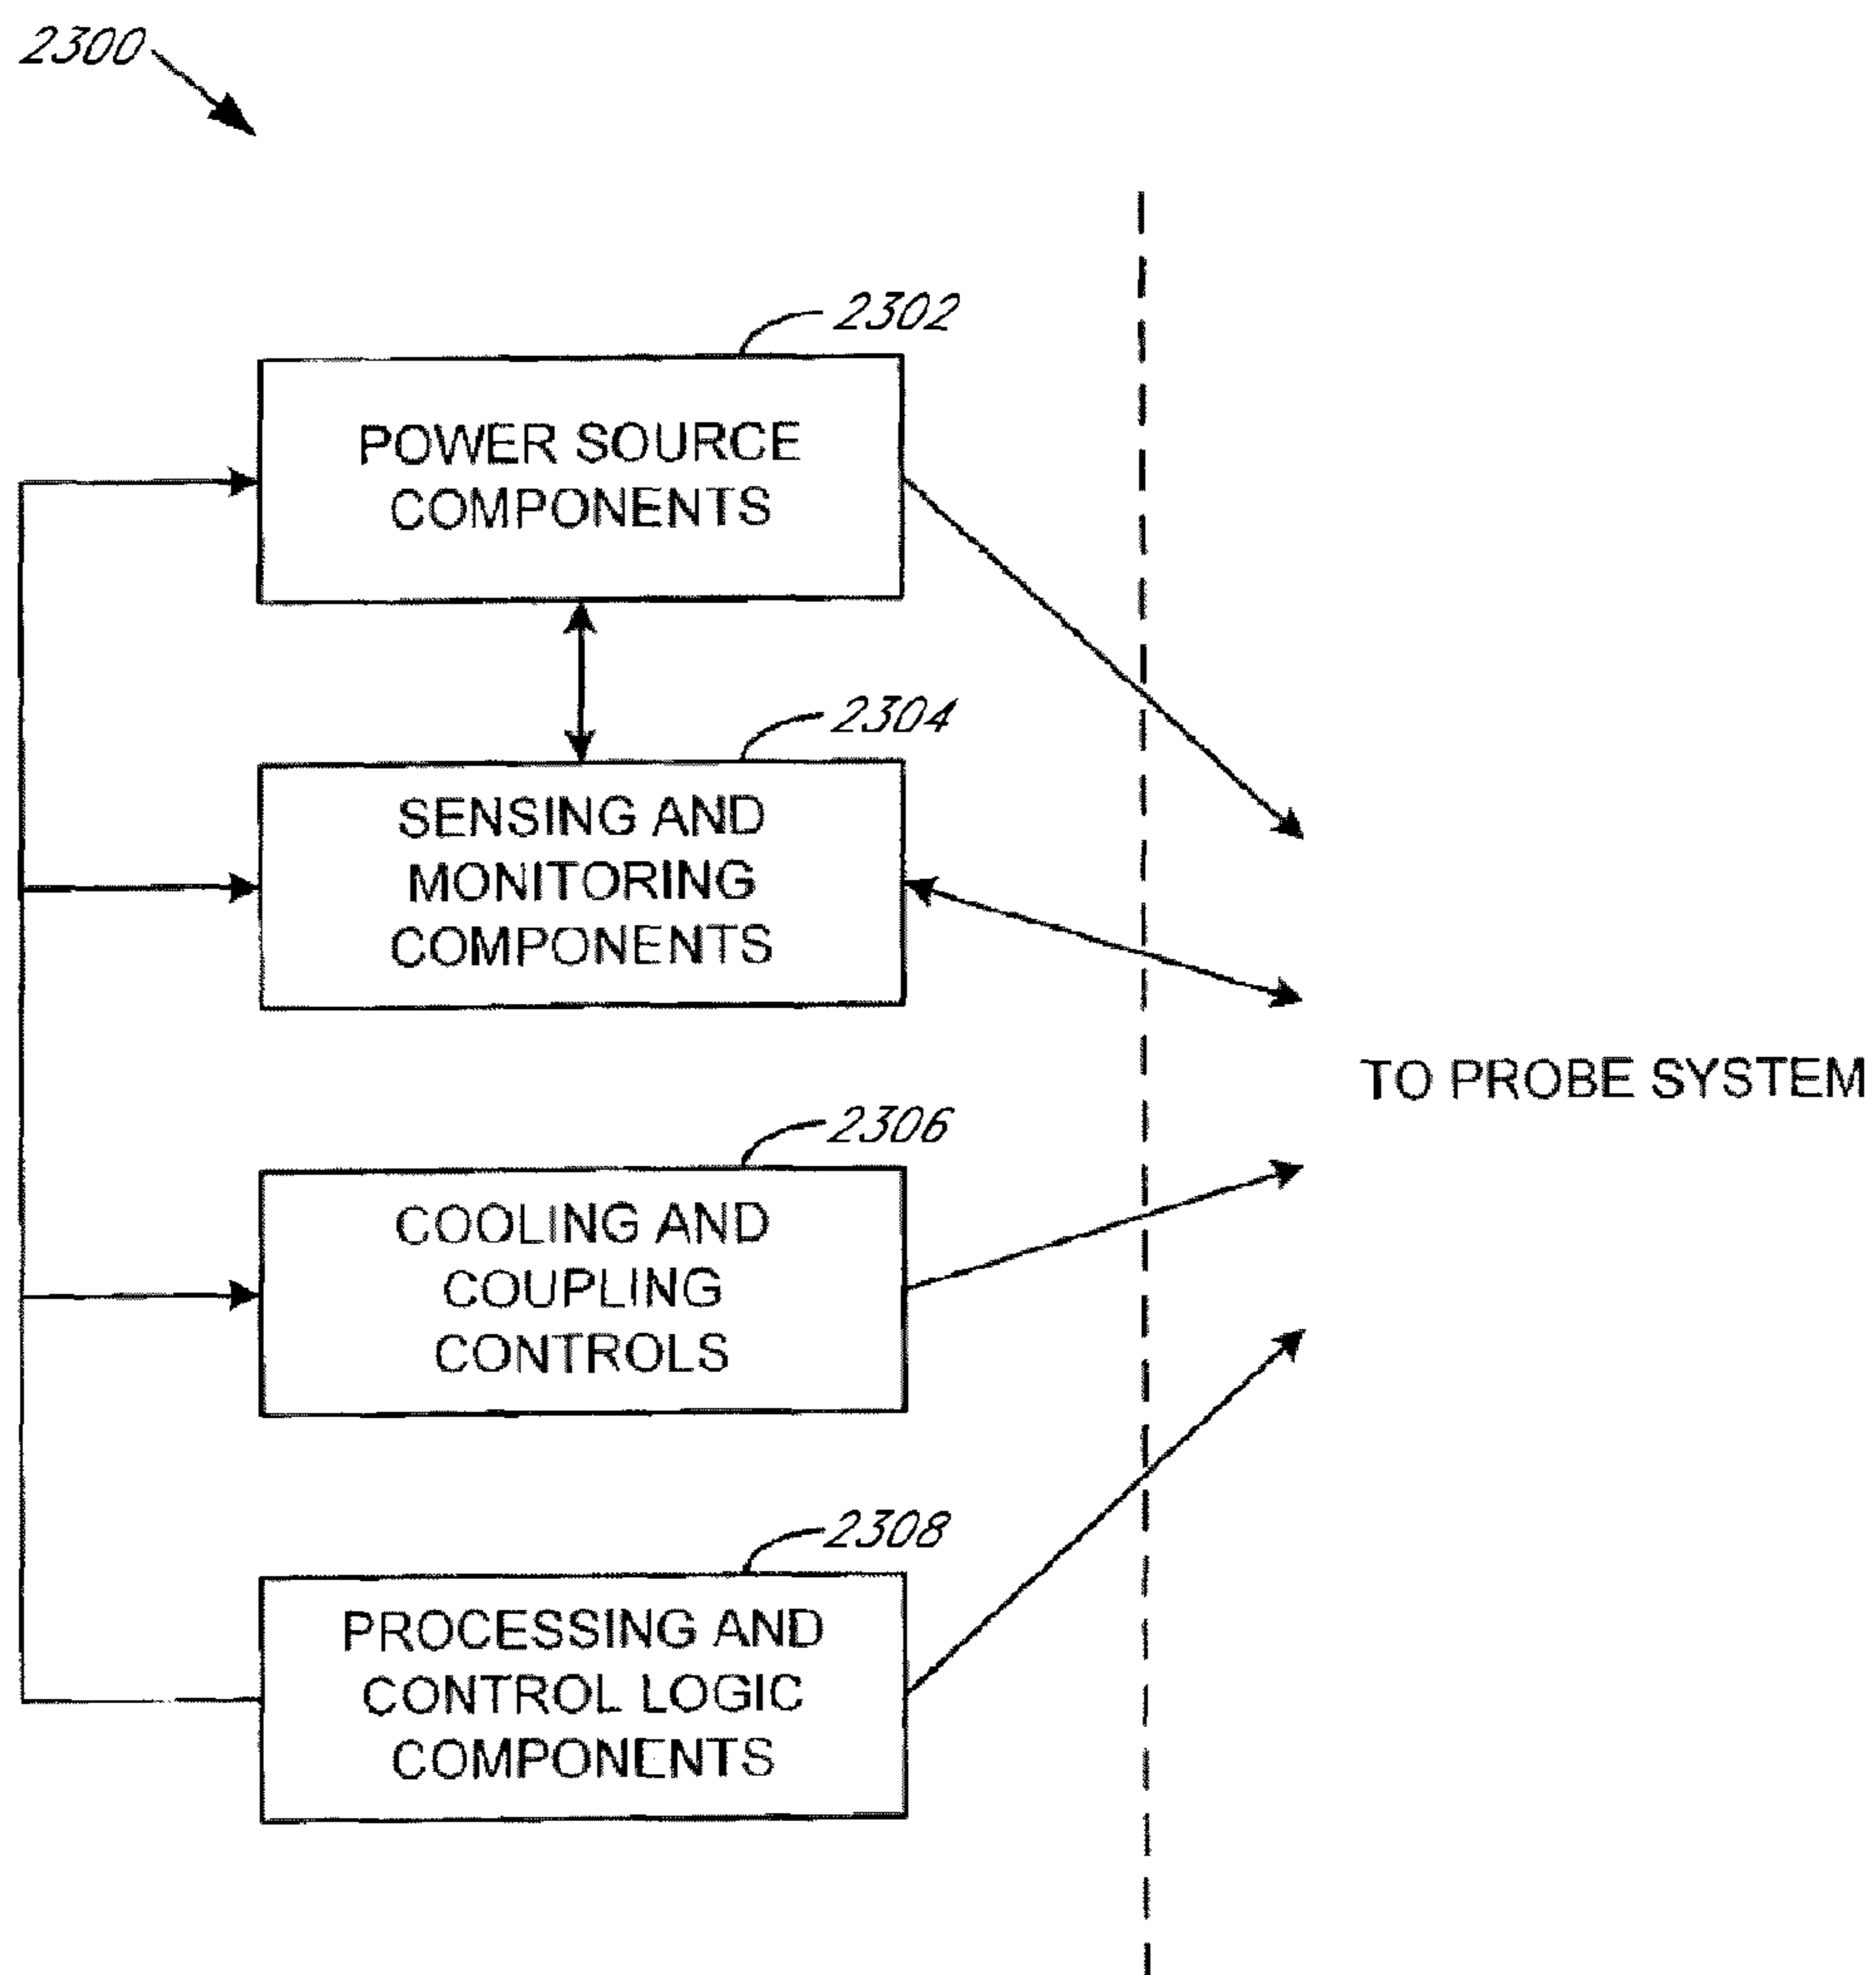 2300
2302
POWER SOURCE
COMPONENTS
2304
SENSING AND
MONITORING
COMPONENTS
TO PROBE SYSTEM
2306
COOLING AND
COUPLING
CONTROLS
2308
PROCESSING AND
CONTROL LOGIC
COMPONENTS